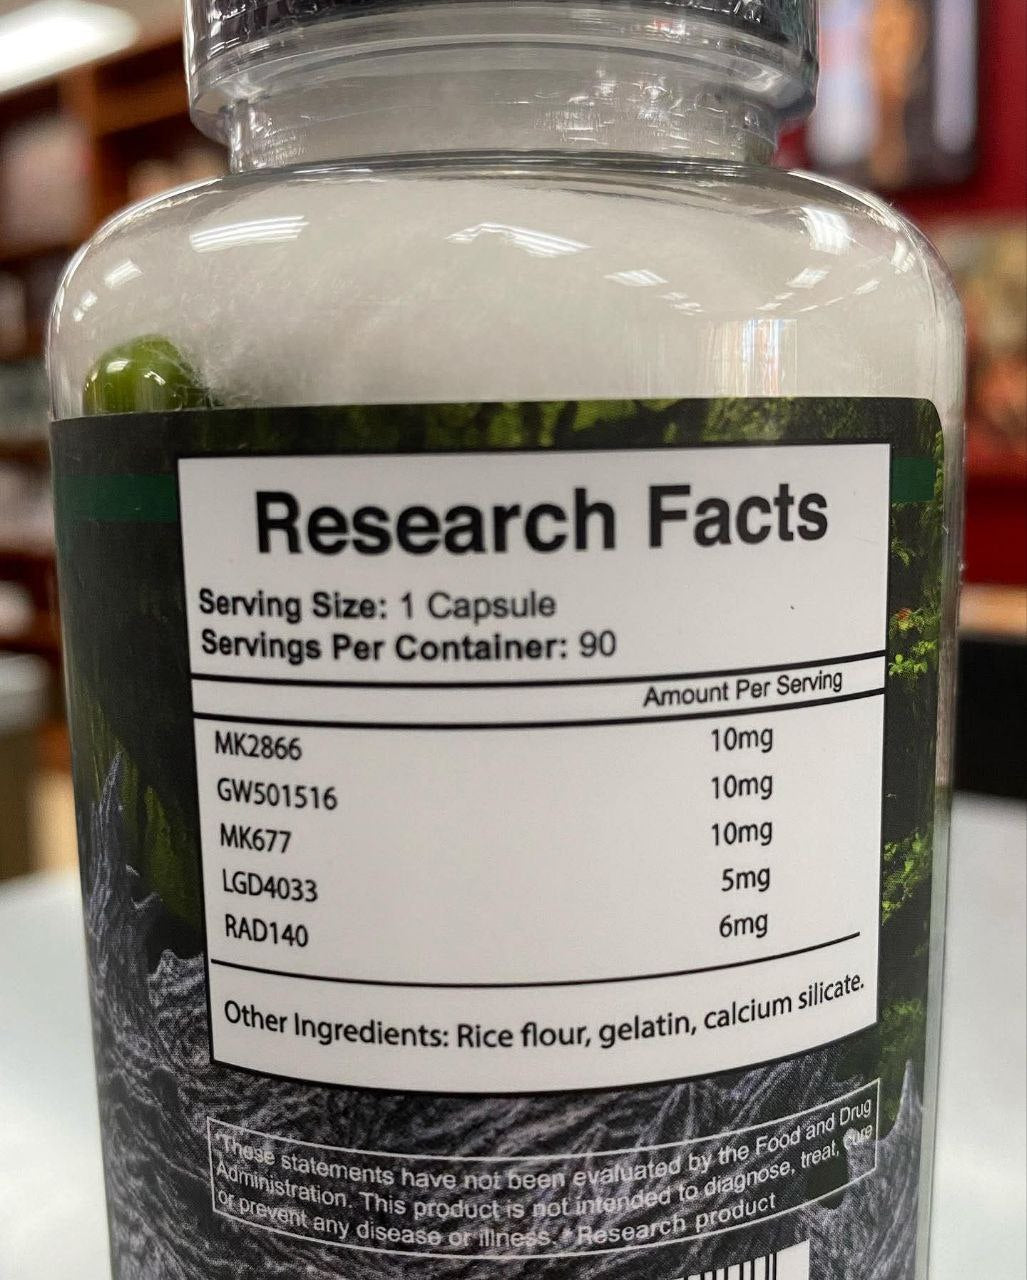 Research Facts
Serving Size: 1 Capsule
Servings Per Container: 90
Amount Per Serving
MK2866 10mg
GW501516 10mg
MK677 10mg
LGD4033 5mg
RAD140 6mg
Other Ingredients: Rice flour, gelatin, calcium silicate.
*These statements have not been evaluated by the Food and Drug
Administration. This product is not intended to diagnose, treat, cure
or prevent any disease or illness. *Research product